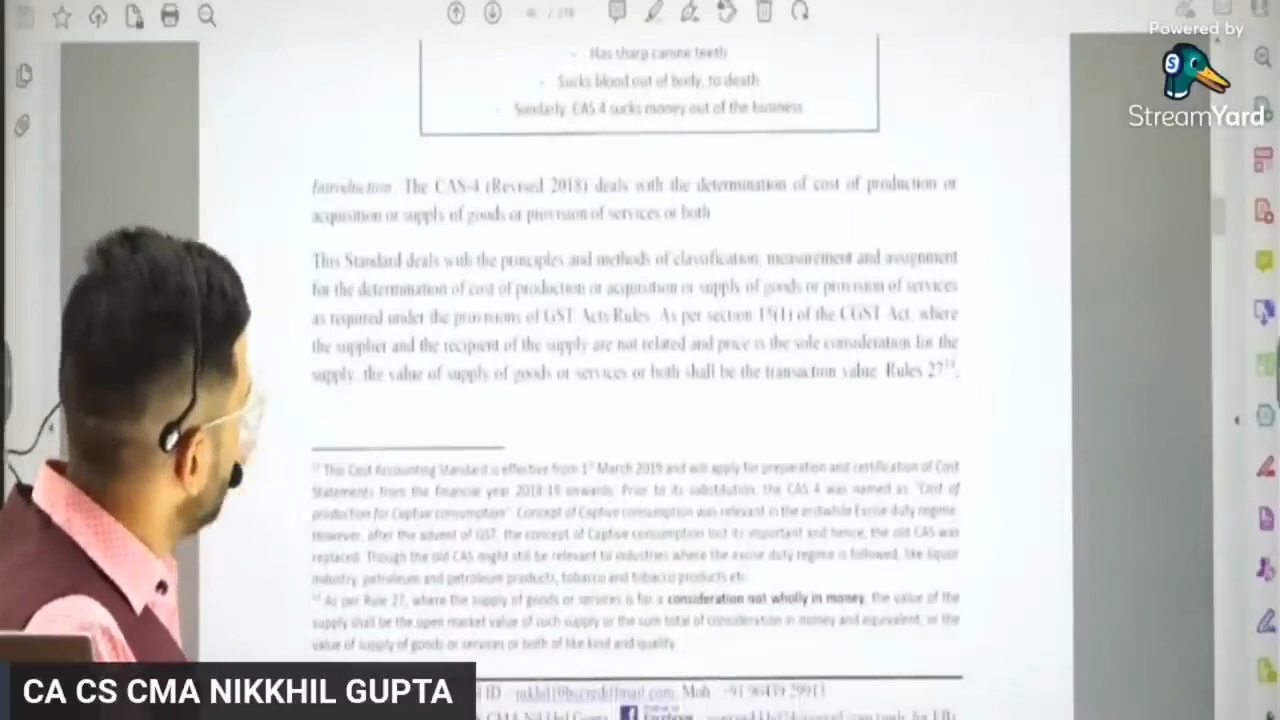 Powered by
StreamYard
- Has sharp canine teeth
- Sucks blood out of body, to death
- Similarly, CAS 4 sucks money out of the business
Introduction The CAS-4 (Revised 2018) deals with the determination of cost of production or
acquisition or supply of goods or provision of services or both
This Standard deals with the principles and methods of classification, measurement and assignment
for the determination of cost of production or acquisition or supply of goods or provision of services
as required under the provisions of GST Acts/Rules. As per section 15(1) of the CGST Act, where
the supplier and the recipient of the supply are not related and price is the sole consideration for the
supply, the value of supply of goods or services or both shall be the transaction value. Rules 27
This Cost Accounting Standard is effective from 1st March 2019 and will apply for preparation and certification of Cost
Statements from the financial year 2018-19 onwards. Prior to its substitution, the CAS 4 was named as "Cost of
production for Captive consumption". Concept of Captive consumption was relevant in the erstwhile Excise duty regime.
However, after the advent of GST, the concept of Captive consumption lost its important and hence, the old CAS was
replaced. Though the old CAS might still be relevant to industries where the excise duty regime is followed, like liquor
industry, petroleum and petroleum products, tobacco and tobacco products etc
As per Rule 27, where the supply of goods or services is for a consideration not wholly in money, the value of the
supply shall be the open market value of such supply or the sum total of consideration in money and equivalent, or the
value of supply of goods or services or both of like kind and quality
CA CS CMA NIKKHIL GUPTA
ID - Mob +91
CMA Nikhil Gupta Facebook